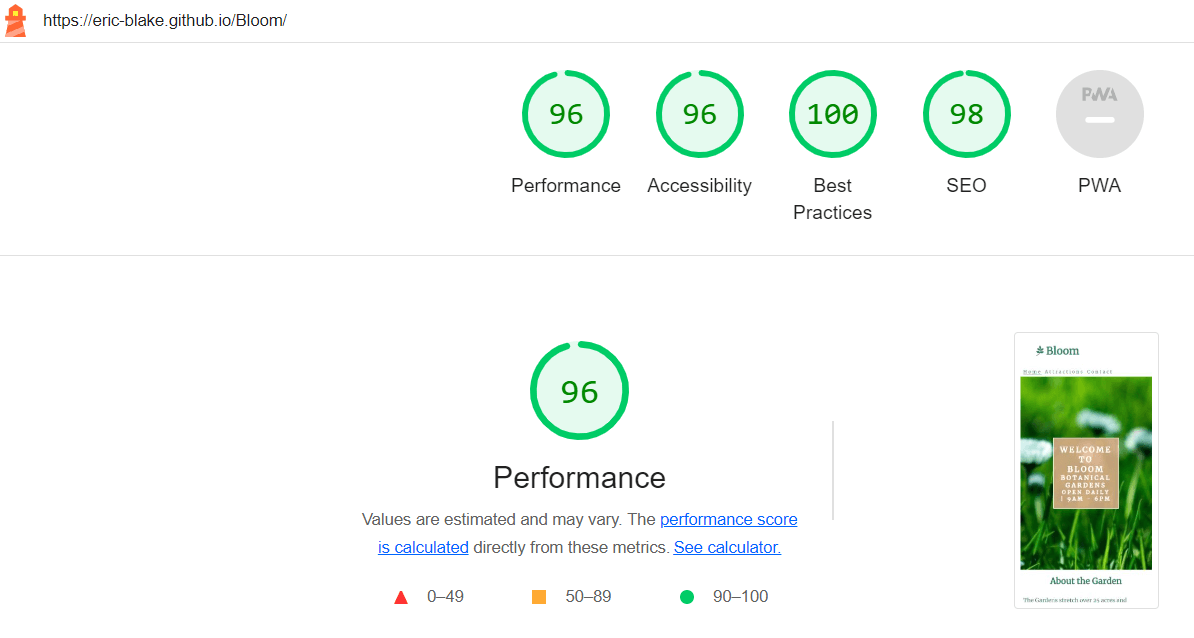 https://eric-blake.github.io/Bloom/
96
96
100
98
PWA
Performance
Accessibility
Best
Practices
SEO
PWA
96
Performance
Values are estimated and may vary. The performance score
is calculated directly from these metrics. See calculator.
0–49
50–89
90–100
Bloom
Home Attractions Contact
WELCOME
TO
BLOOM
BOTANICAL
GARDENS
OPEN DAILY
| 9AM - 6PM
About the Garden
The Gardens stretch over 25 acres and